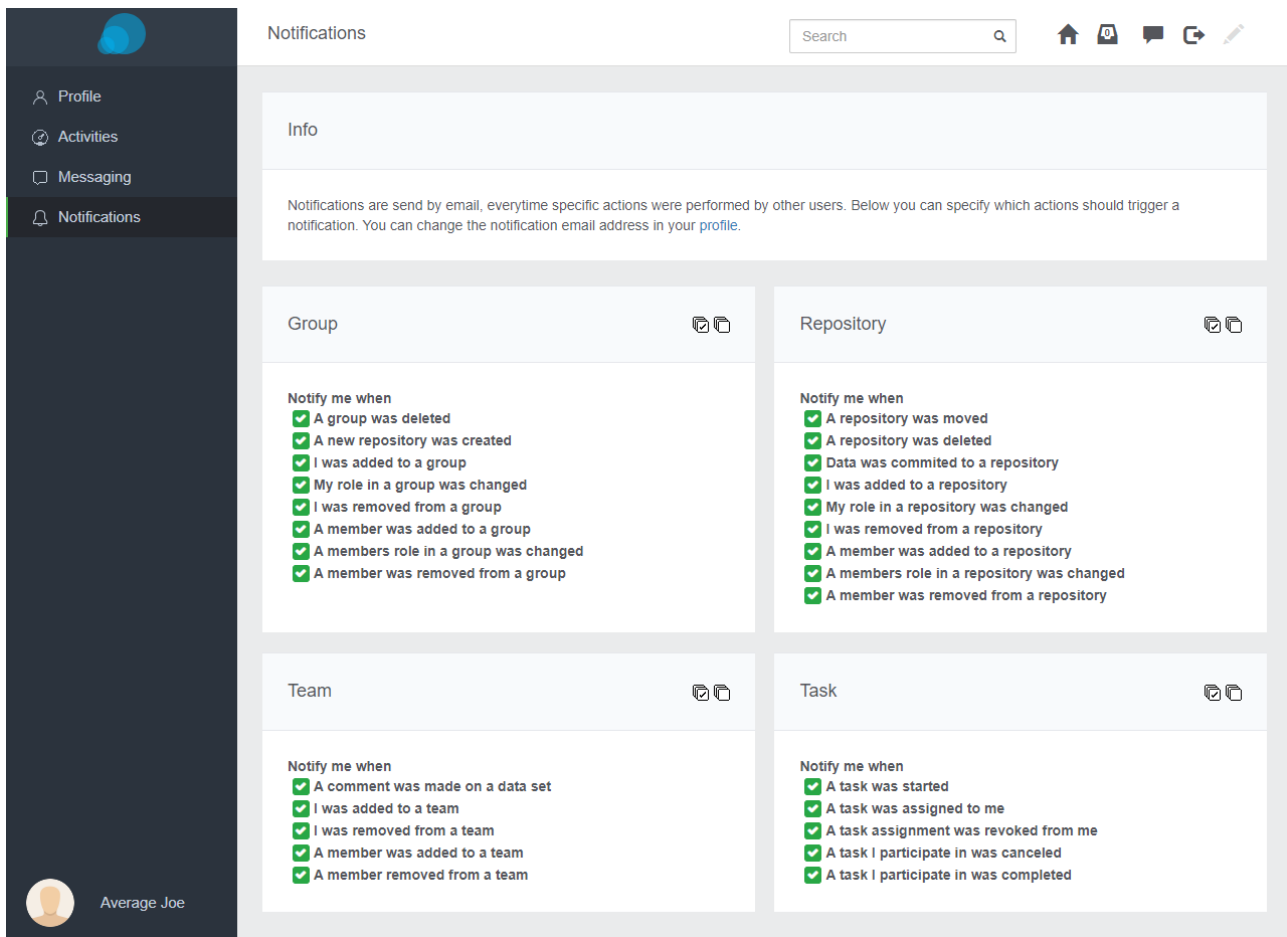 Notifications
Search
0
Profile
Activities
Messaging
Notifications
Info
Notifications are send by email, everytime specific actions were performed by other users. Below you can specify which actions should trigger a
notification. You can change the notification email address in your profile.
Group
Notify me when
A group was deleted
A new repository was created
I was added to a group
My role in a group was changed
I was removed from a group
A member was added to a group
A members role in a group was changed
A member was removed from a group
Repository
Notify me when
A repository was moved
A repository was deleted
Data was commited to a repository
I was added to a repository
My role in a repository was changed
I was removed from a repository
A member was added to a repository
A members role in a repository was changed
A member was removed from a repository
Team
Notify me when
A comment was made on a data set
I was added to a team
I was removed from a team
A member was added to a team
A member removed from a team
Task
Notify me when
A task was started
A task was assigned to me
A task assignment was revoked from me
A task I participate in was canceled
A task I participate in was completed
Average Joe